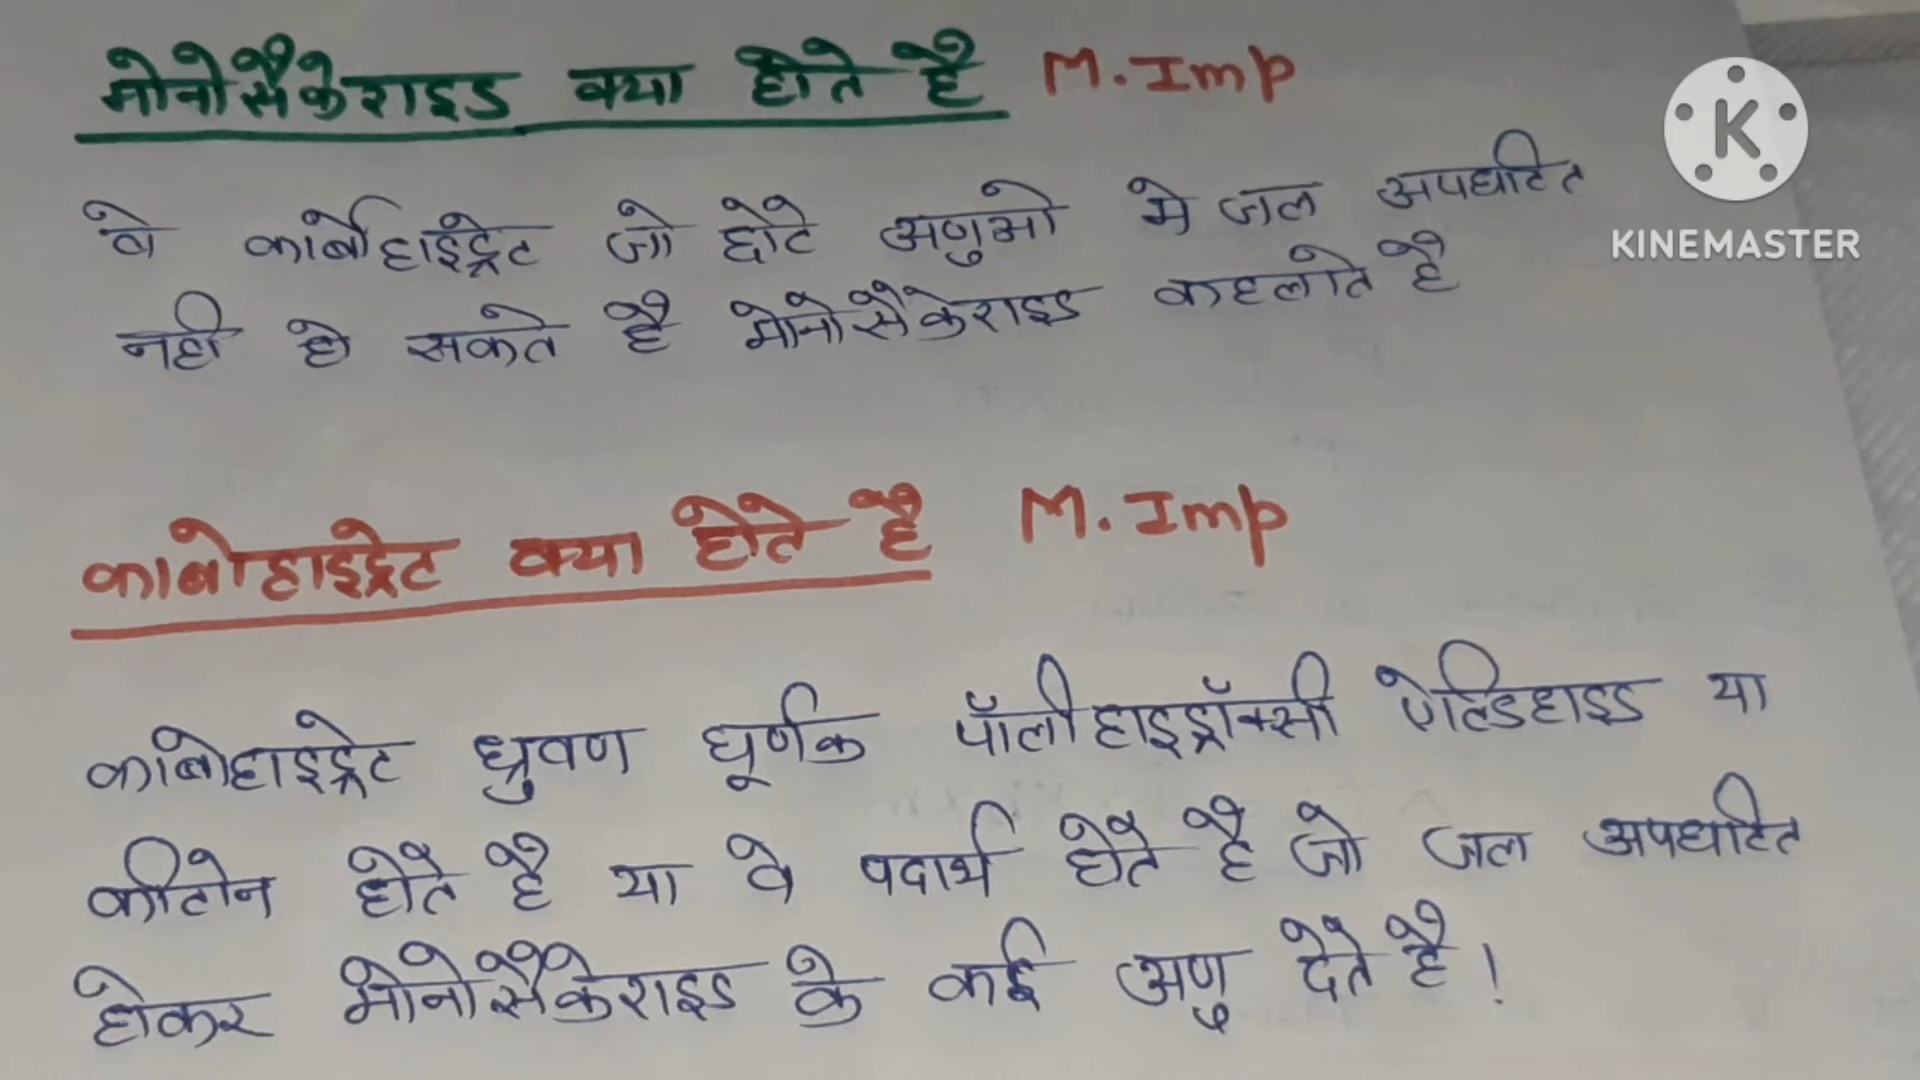 मोनोसैकेराइड क्या होते है M. Imp
वे कार्बोहाइड्रेट जो छोटे अणुओ मे जल अपघटित
नही हो सकते है मोनोसैकेराइड कहलाते है
काबोहाइड्रेट क्या होते है M. Imp
काबोहाइड्रेट ध्रुवण घूर्णक पॉलीहाइड्रॉक्सी ऐल्डिहाइड या
कीटोन होते है या वे पदार्थ होते है जो जल अपघटित
होकर मोनोसैकेराइड के कई अणु देते है !
K
KINEMASTER